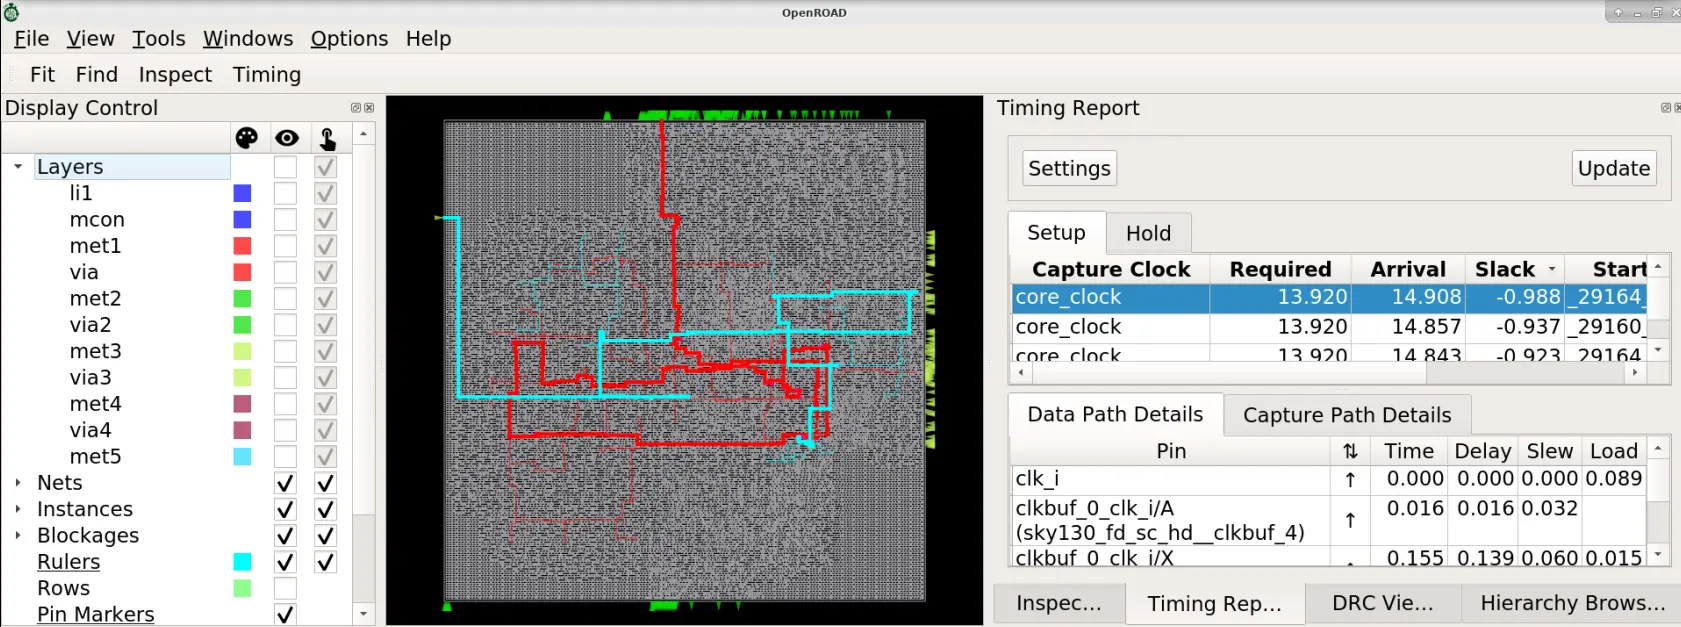 OpenROAD
File View Tools Windows Options Help
Fit Find Inspect Timing
Display Control
Layers
li1
mcon
met1
via
met2
via2
met3
via3
met4
via4
met5
Nets
Instances
Blockages
Rulers
Rows
Pin Markers
Timing Report
Settings Update
Setup Hold
Capture Clock Required Arrival Slack Start
core_clock 13.920 14.908 -0.988 _29164_
core_clock 13.920 14.857 -0.937 _29160_
core_clock 13.920 14.843 -0.923 _29164
Data Path Details Capture Path Details
Pin ⇅ Time Delay Slew Load
clk_i ↑ 0.000 0.000 0.000 0.089
clkbuf_0_clk_i/A
(sky130_fd_sc_hd__clkbuf_4) ↑ 0.016 0.016 0.032
clkbuf_0_clk_i/X 0.155 0.139 0.060 0.015
Inspec... Timing Rep... DRC Vie... Hierarchy Brows...